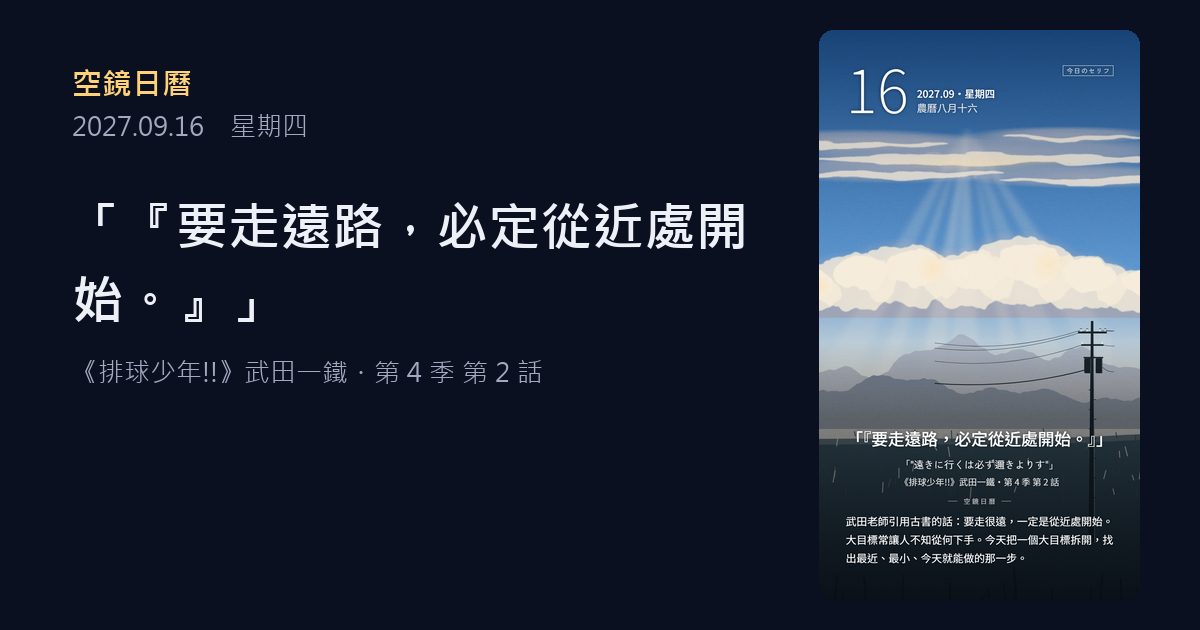 空鏡日曆
2027.09.16 星期四
「『要走遠路，必定從近處開
始。』」
《排球少年!!》武田一鐵・第 4 季 第 2 話
16
2027.09・星期四
農曆八月十六
今日のセリフ
「『要走遠路，必定從近處開始。』」
「"遠きに行くは必ず邇きよりす"」
《排球少年!!》武田一鐵・第 4 季 第 2 話
— 空鏡日曆 —
武田老師引用古書的話：要走很遠，一定是從近處開始。
大目標常讓人不知從何下手。今天把一個大目標拆開，找
出最近、最小、今天就能做的那一步。